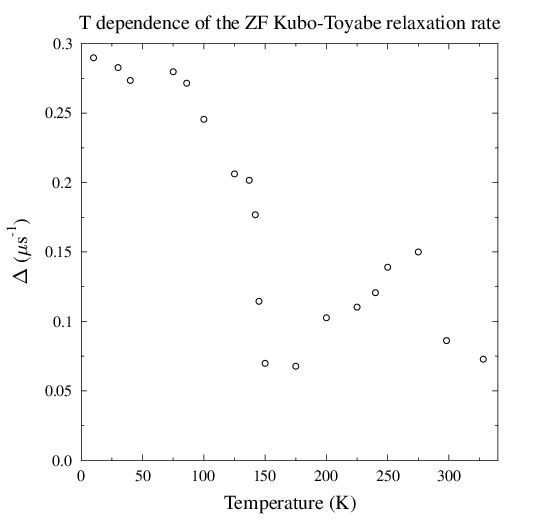 T dependence of the ZF Kubo-Toyabe relaxation rate
0.3
0.25
0.2
0.15
0.1
0.05
0.0
Δ (μs⁻¹)
0 50 100 150 200 250 300
Temperature (K)